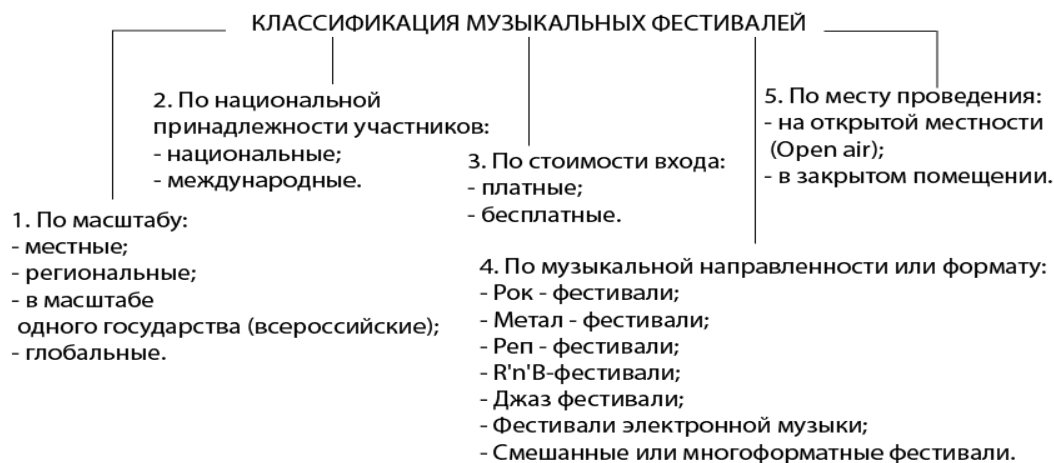 КЛАССИФИКАЦИЯ МУЗЫКАЛЬНЫХ ФЕСТИВАЛЕЙ
1. По масштабу:
- местные;
- региональные;
- в масштабе
одного государства (всероссийские);
- глобальные.
2. По национальной
принадлежности участников:
- национальные;
- международные.
3. По стоимости входа:
- платные;
- бесплатные.
4. По музыкальной направленности или формату:
- Рок - фестивали;
- Метал - фестивали;
- Реп - фестивали;
- R'n'B-фестивали;
- Джаз фестивали;
- Фестивали электронной музыки;
- Смешанные или многоформатные фестивали.
5. По месту проведения:
- на открытой местности
(Open air);
- в закрытом помещении.